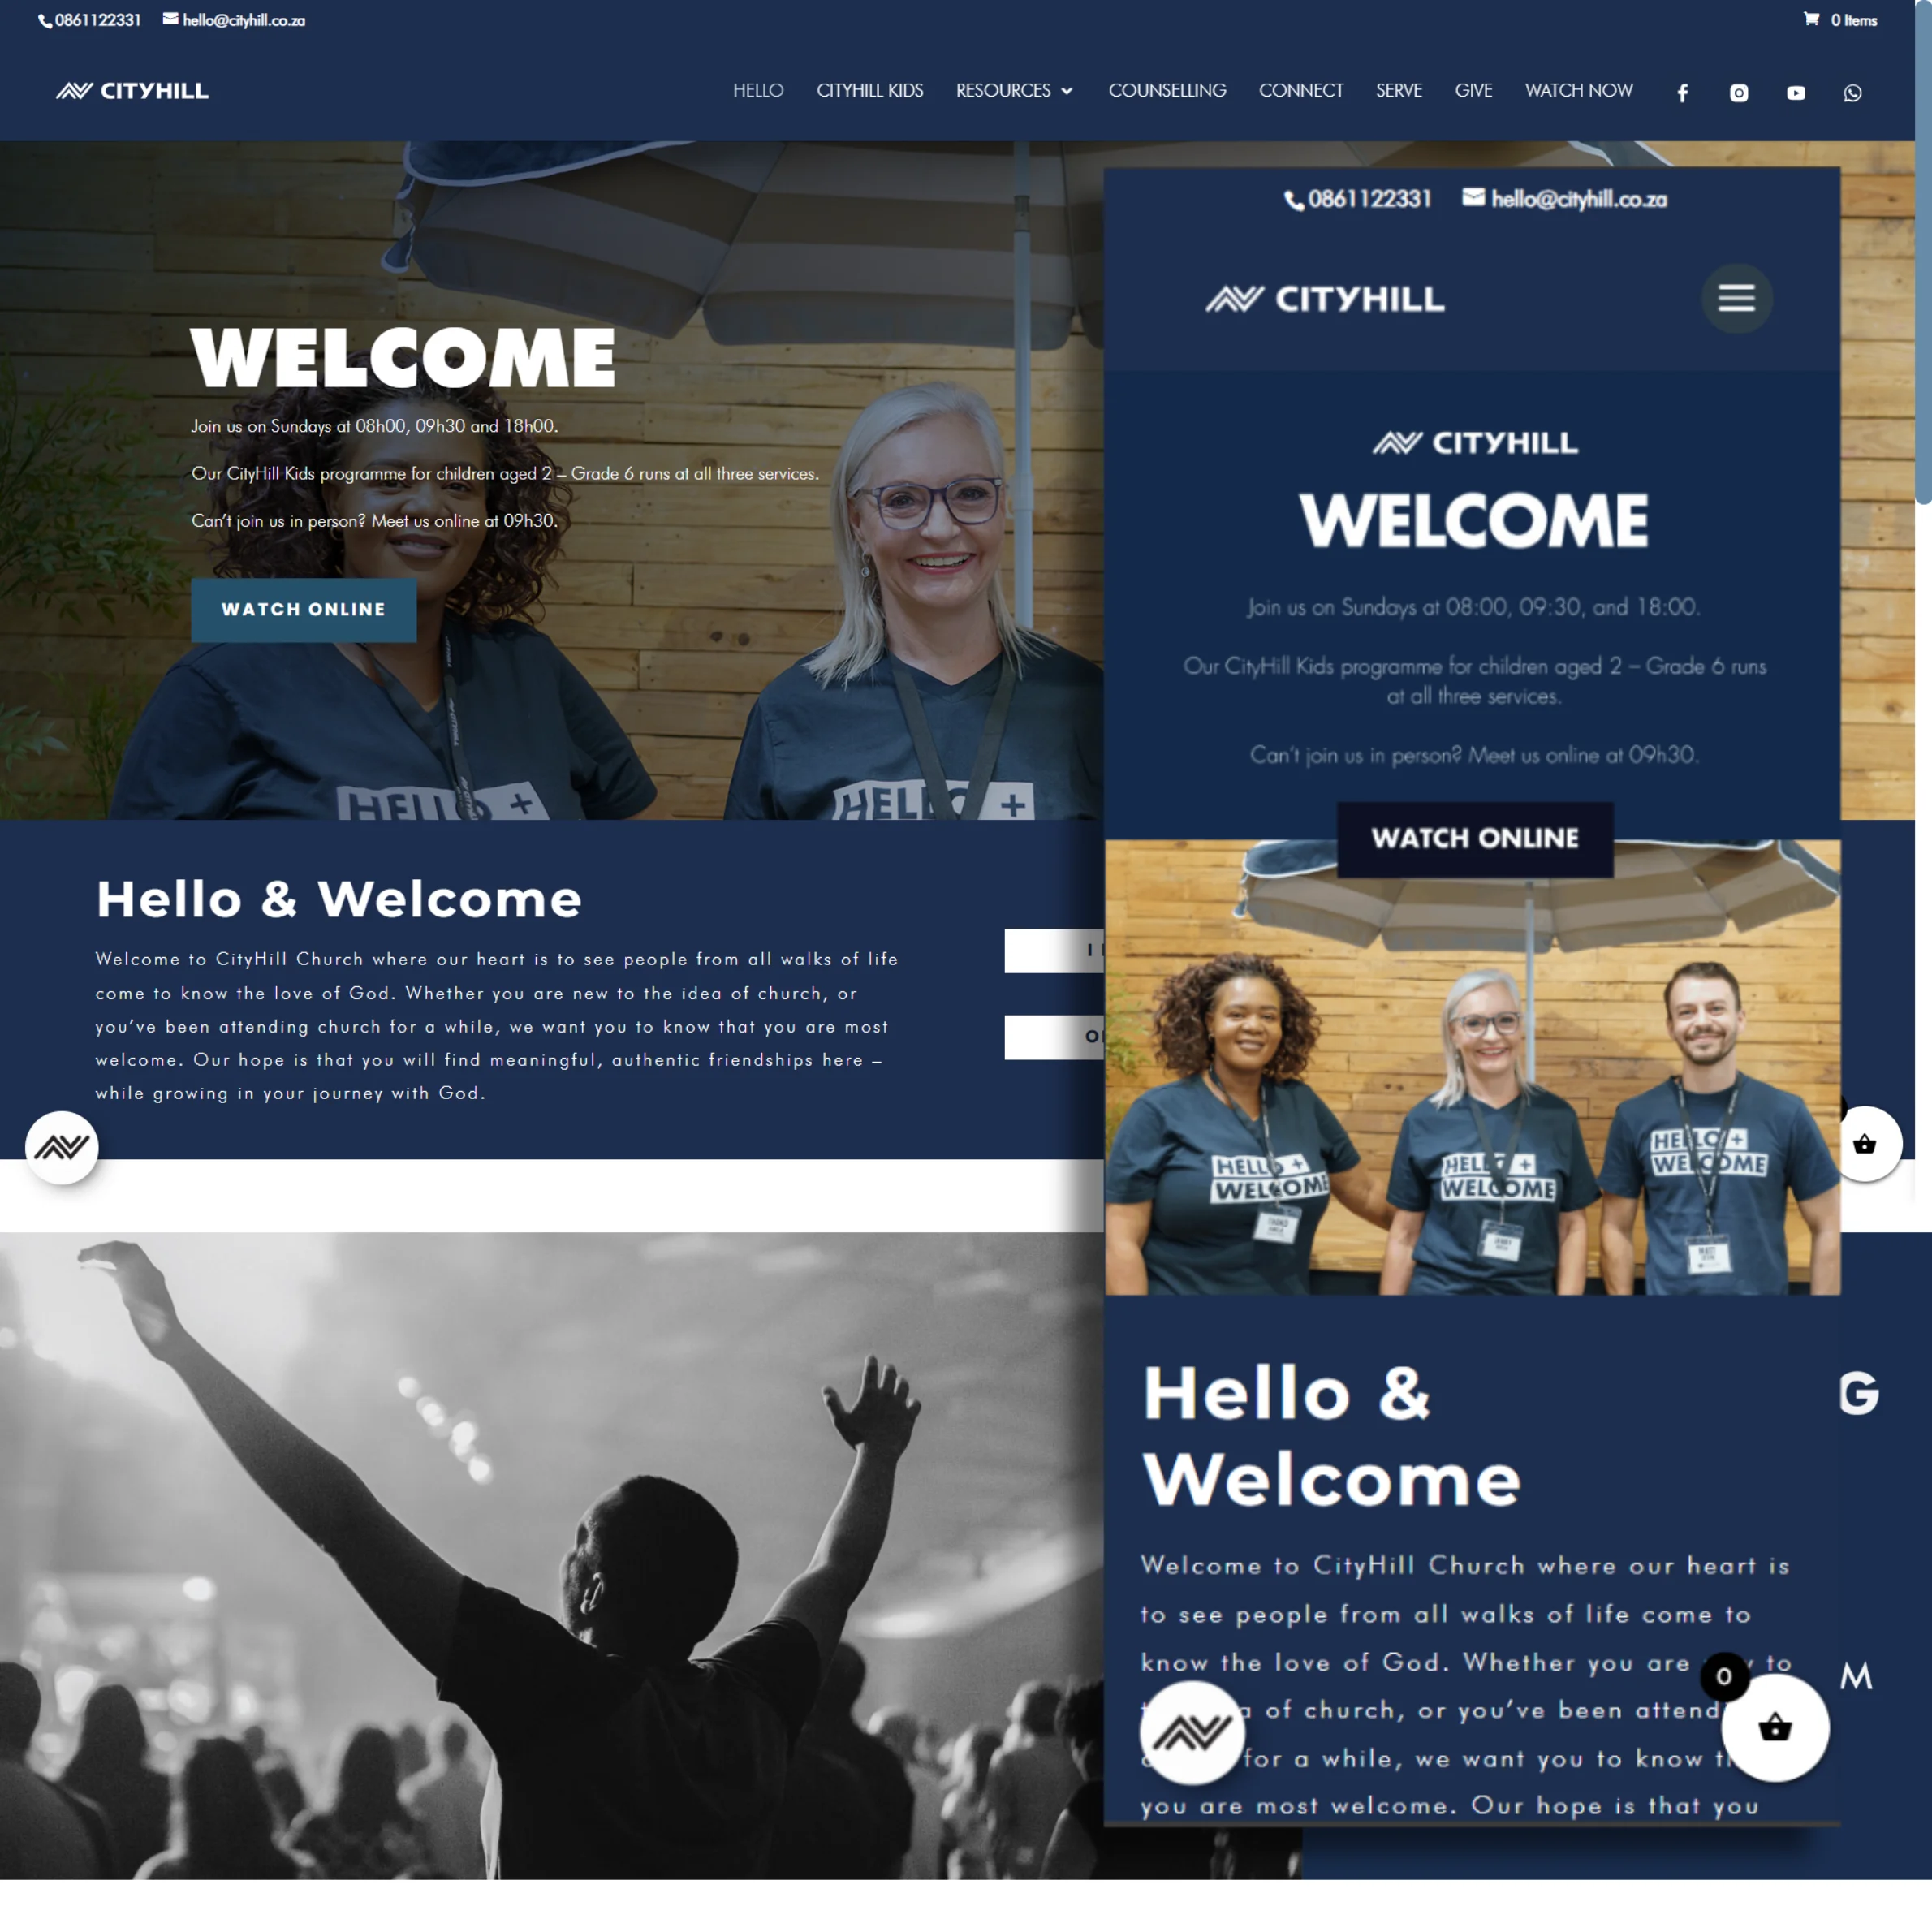 0861122331 hello@cityhill.co.za 0 Items
CITYHILL HELLO CITYHILL KIDS RESOURCES COUNSELLING CONNECT SERVE GIVE WATCH NOW
WELCOME
Join us on Sundays at 08h00, 09h30 and 18h00.
Our CityHill Kids programme for children aged 2 – Grade 6 runs at all three services.
Can't join us in person? Meet us online at 09h30.
WATCH ONLINE
HELLO +
HELLO +
Hello & Welcome
Welcome to CityHill Church where our heart is to see people from all walks of life
come to know the love of God. Whether you are new to the idea of church, or
you've been attending church for a while, we want you to know that you are most
welcome. Our hope is that you will find meaningful, authentic friendships here –
while growing in your journey with God.
0861122331 hello@cityhill.co.za
CITYHILL
CITYHILL
WELCOME
Join us on Sundays at 08:00, 09:30, and 18:00.
Our CityHill Kids programme for children aged 2 – Grade 6 runs
at all three services.
Can't join us in person? Meet us online at 09h30.
WATCH ONLINE
HELLO +
WELCOME
HELLO +
WELCOME
HELLO +
WELCOME
Hello &
Welcome
Welcome to CityHill Church where our heart is
to see people from all walks of life come to
know the love of God. Whether you are to
of church, or you've been
for a while, we want you to know
you are most welcome. Our hope is that you
0
G
M